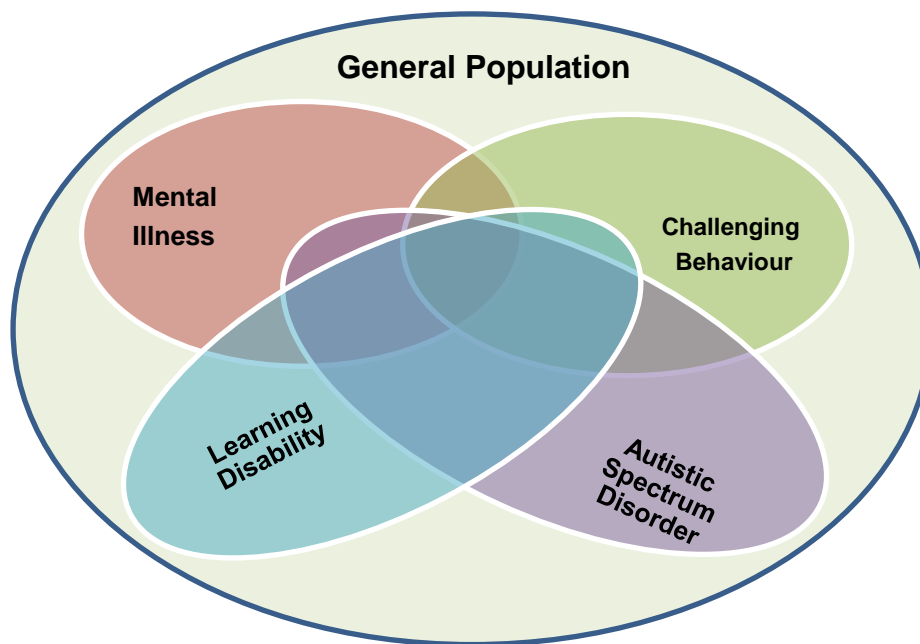 General Population
Mental
Illness
Challenging
Behaviour
Learning
Disability
Autistic
Spectrum
Disorder